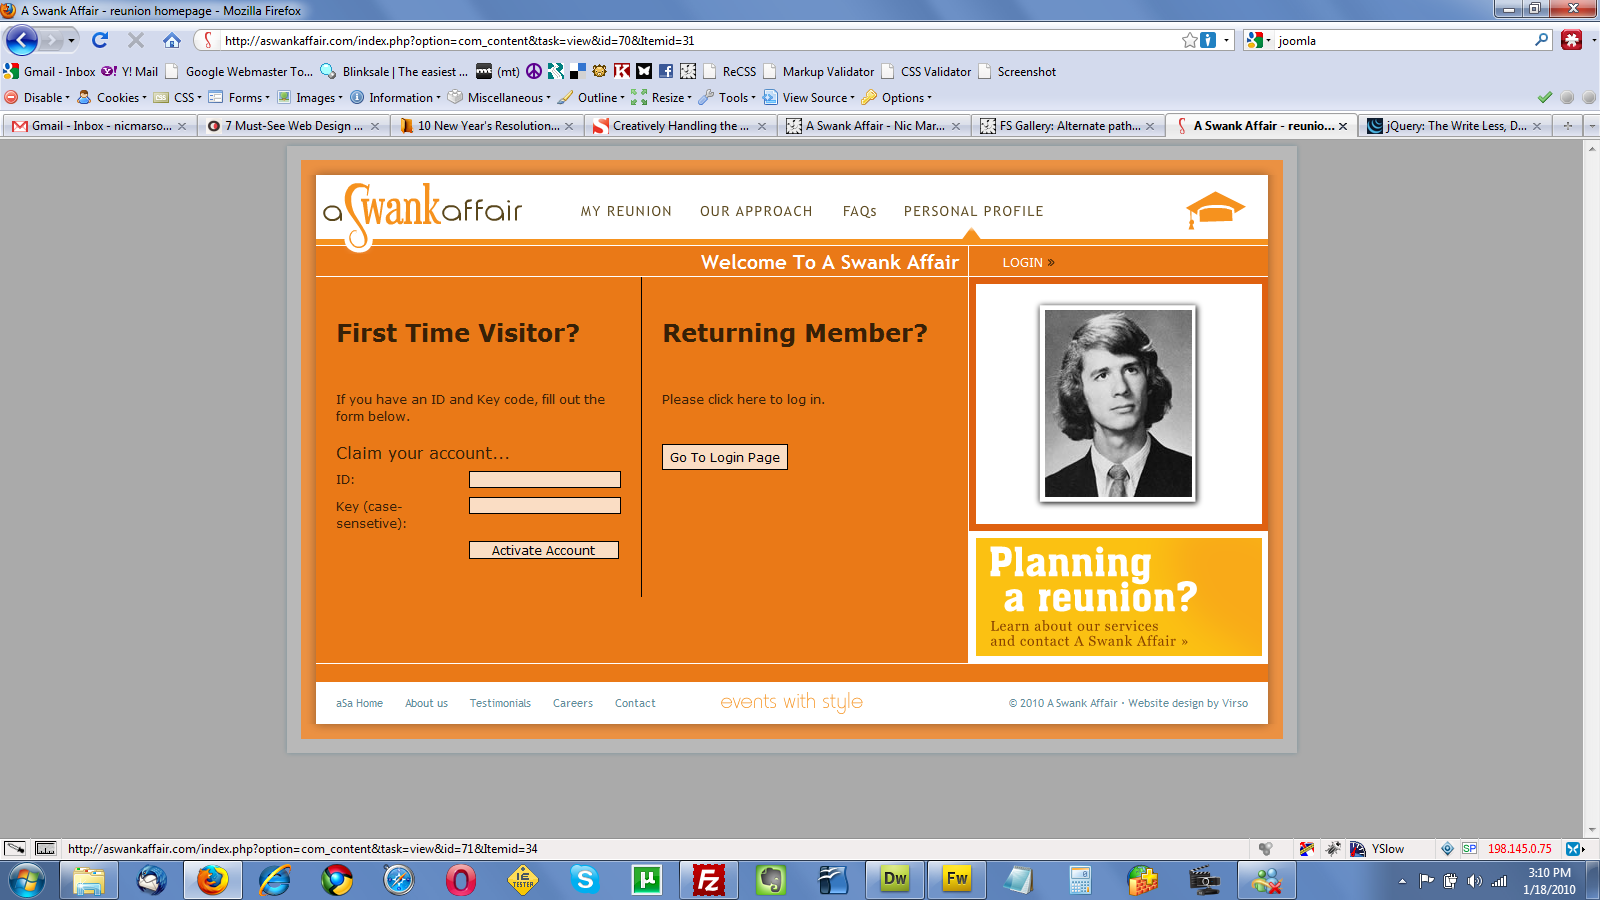 A Swank Affair - reunion homepage - Mozilla Firefox
http://aswankaffair.com/index.php?option=com_content&task=view&id=70&Itemid=31
joomla
Gmail - Inbox Y! Mail Google Webmaster To... Blinksale | The easiest ... (mt) ReCSS Markup Validator CSS Validator Screenshot
Disable Cookies CSS Forms Images Information Miscellaneous Outline Resize Tools View Source Options
Gmail - Inbox - nicmarso... 7 Must-See Web Design ... 10 New Year's Resolution... Creatively Handling the ... A Swank Affair - Nic Mar... FS Gallery: Alternate path... A Swank Affair - reunio... jQuery: The Write Less, D...
aSwankaffair
MY REUNION OUR APPROACH FAQs PERSONAL PROFILE
Welcome To A Swank Affair
LOGIN »
First Time Visitor?
If you have an ID and Key code, fill out the
form below.
Claim your account...
ID:
Key (case-
sensetive):
Activate Account
Returning Member?
Please click here to log in.
Go To Login Page
Planning
a reunion?
Learn about our services
and contact A Swank Affair »
aSa Home About us Testimonials Careers Contact
events with style
© 2010 A Swank Affair • Website design by Virso
http://aswankaffair.com/index.php?option=com_content&task=view&id=71&Itemid=34
YSlow
SP
198.145.0.75
IE
TESTER
Fz
Dw
Fw
3:10 PM
1/18/2010